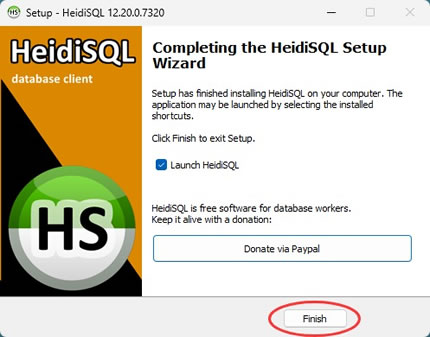 Setup - HeidiSQL 12.20.0.7320
HeidiSQL
database client
HS
Completing the HeidiSQL Setup
Wizard
Setup has finished installing HeidiSQL on your computer. The
application may be launched by selecting the installed
shortcuts.
Click Finish to exit Setup.
Launch HeidiSQL
HeidiSQL is free software for database workers.
Keep it alive with a donation:
Donate via Paypal
Finish